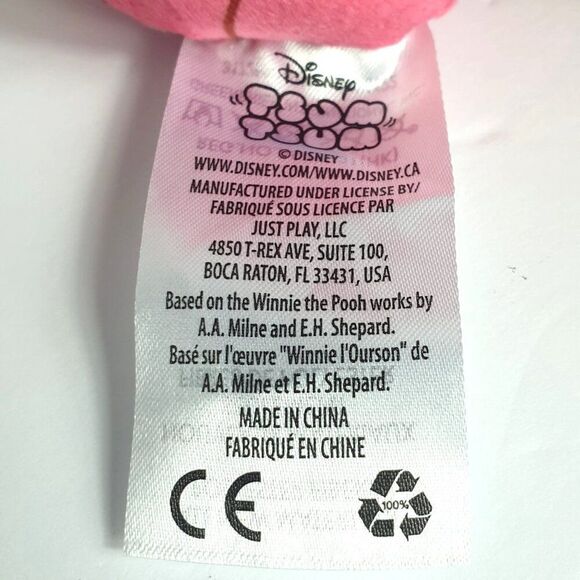 Disney
TSUM
TSUM
© DISNEY
WWW.DISNEY.COM/WWW.DISNEY.CA
MANUFACTURED UNDER LICENSE BY/
FABRIQUÉ SOUS LICENCE PAR
JUST PLAY, LLC
4850 T-REX AVE, SUITE 100,
BOCA RATON, FL 33431, USA
Based on the Winnie the Pooh works by
A.A. Milne and E.H. Shepard.
Basé sur l'œuvre "Winnie l'Ourson" de
A.A. Milne et E.H. Shepard.
MADE IN CHINA
FABRIQUÉ EN CHINE
CE
100%